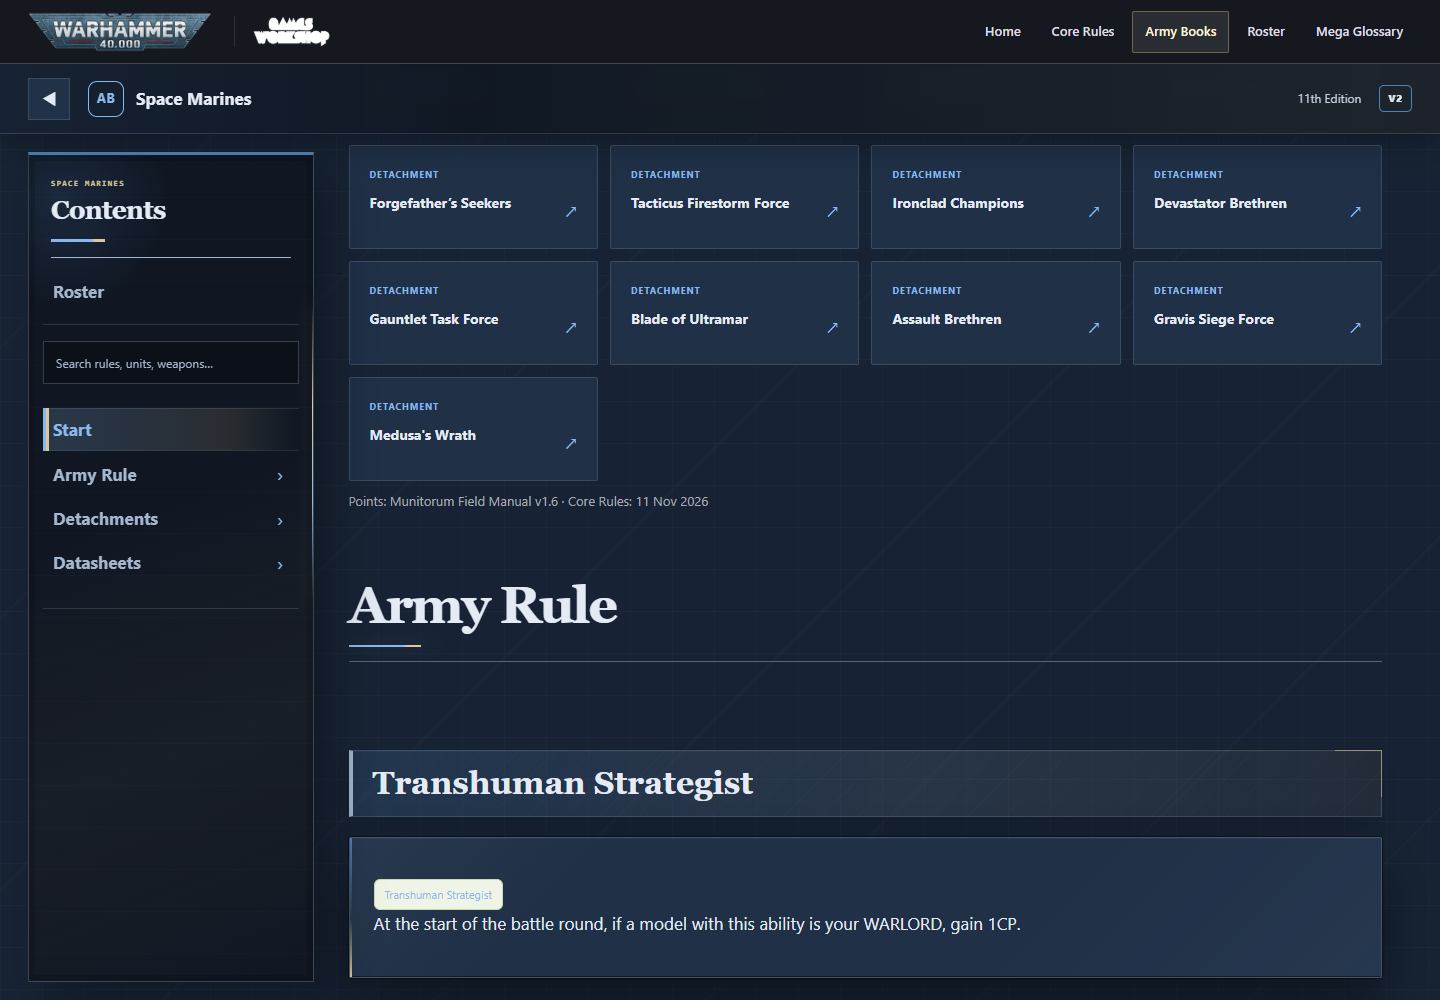 WARHAMMER
40,000
GAMES
WORKSHOP
Home
Core Rules
Army Books
Roster
Mega Glossary
◀
AB
Space Marines
11th Edition
V2
SPACE MARINES
Contents
Roster
Search rules, units, weapons...
Start
Army Rule ›
Detachments ›
Datasheets ›
DETACHMENT
Forgefather’s Seekers
↗
DETACHMENT
Tacticus Firestorm Force
↗
DETACHMENT
Ironclad Champions
↗
DETACHMENT
Devastator Brethren
↗
DETACHMENT
Gauntlet Task Force
↗
DETACHMENT
Blade of Ultramar
↗
DETACHMENT
Assault Brethren
↗
DETACHMENT
Gravis Siege Force
↗
DETACHMENT
Medusa's Wrath
↗
Points: Munitorum Field Manual v1.6 · Core Rules: 11 Nov 2026
Army Rule
Transhuman Strategist
Transhuman Strategist
At the start of the battle round, if a model with this ability is your WARLORD, gain 1CP.